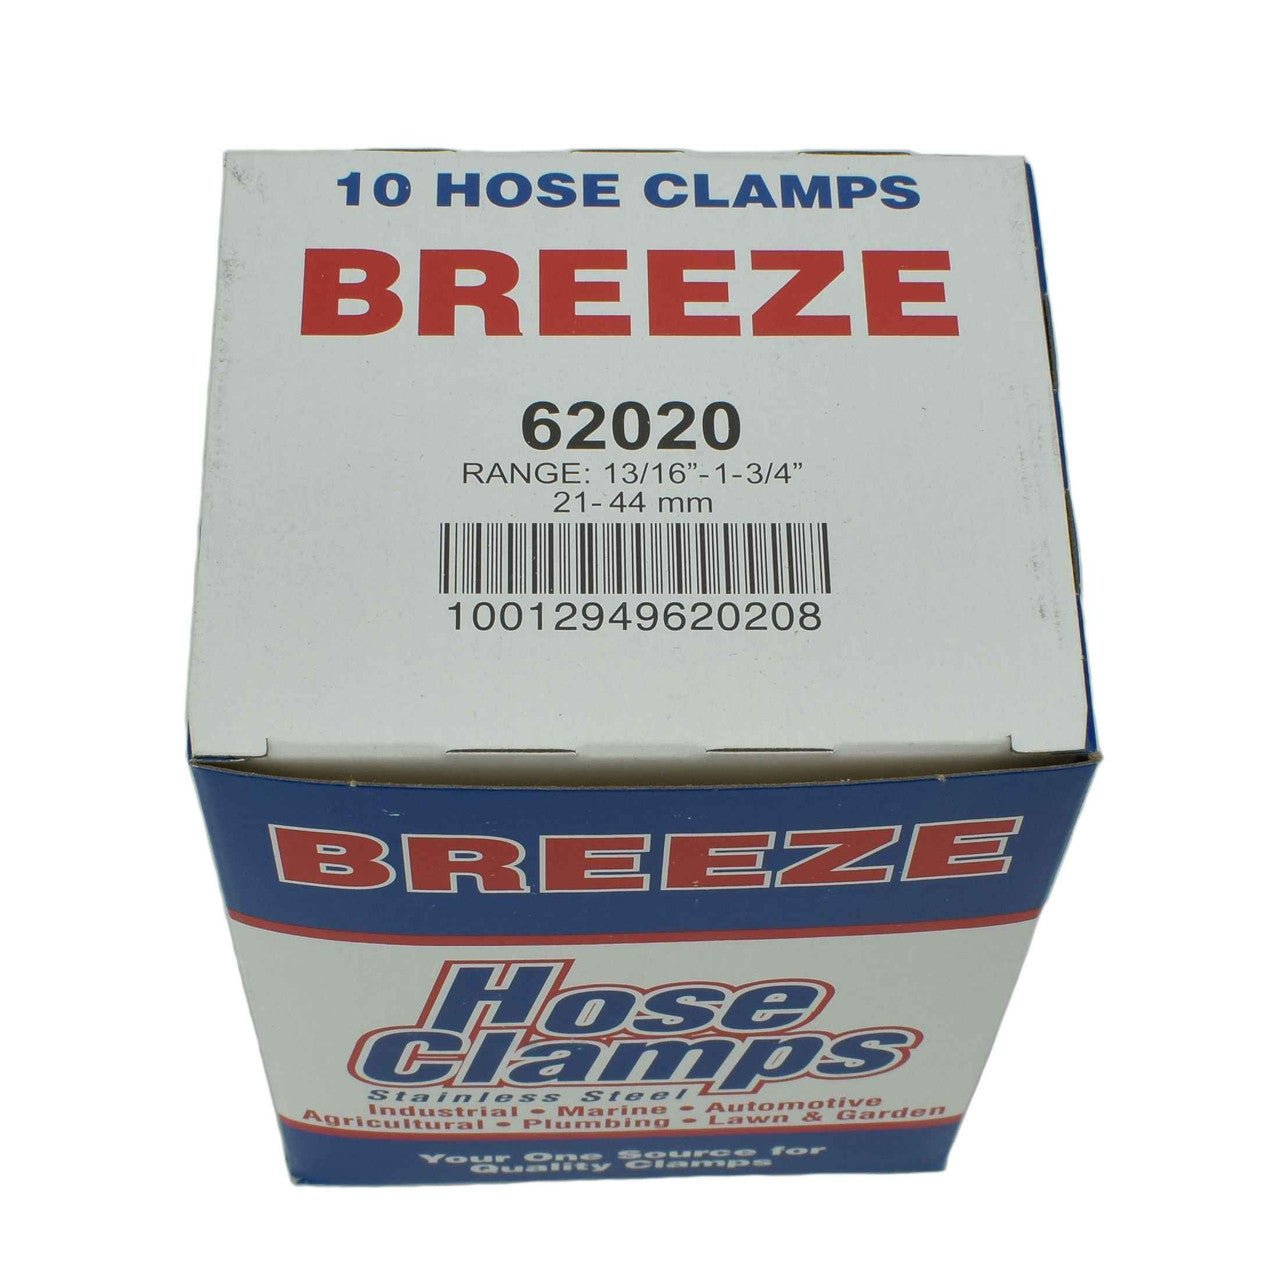 10 HOSE CLAMPS
BREEZE
62020
RANGE: 13/16”-1-3/4”
21-44 mm
10012949620208
BREEZE
Hose
Clamps
Stainless Steel
Industrial • Marine • Automotive
Agricultural • Plumbing • Lawn & Garden
Your One Source for
Quality Clamps